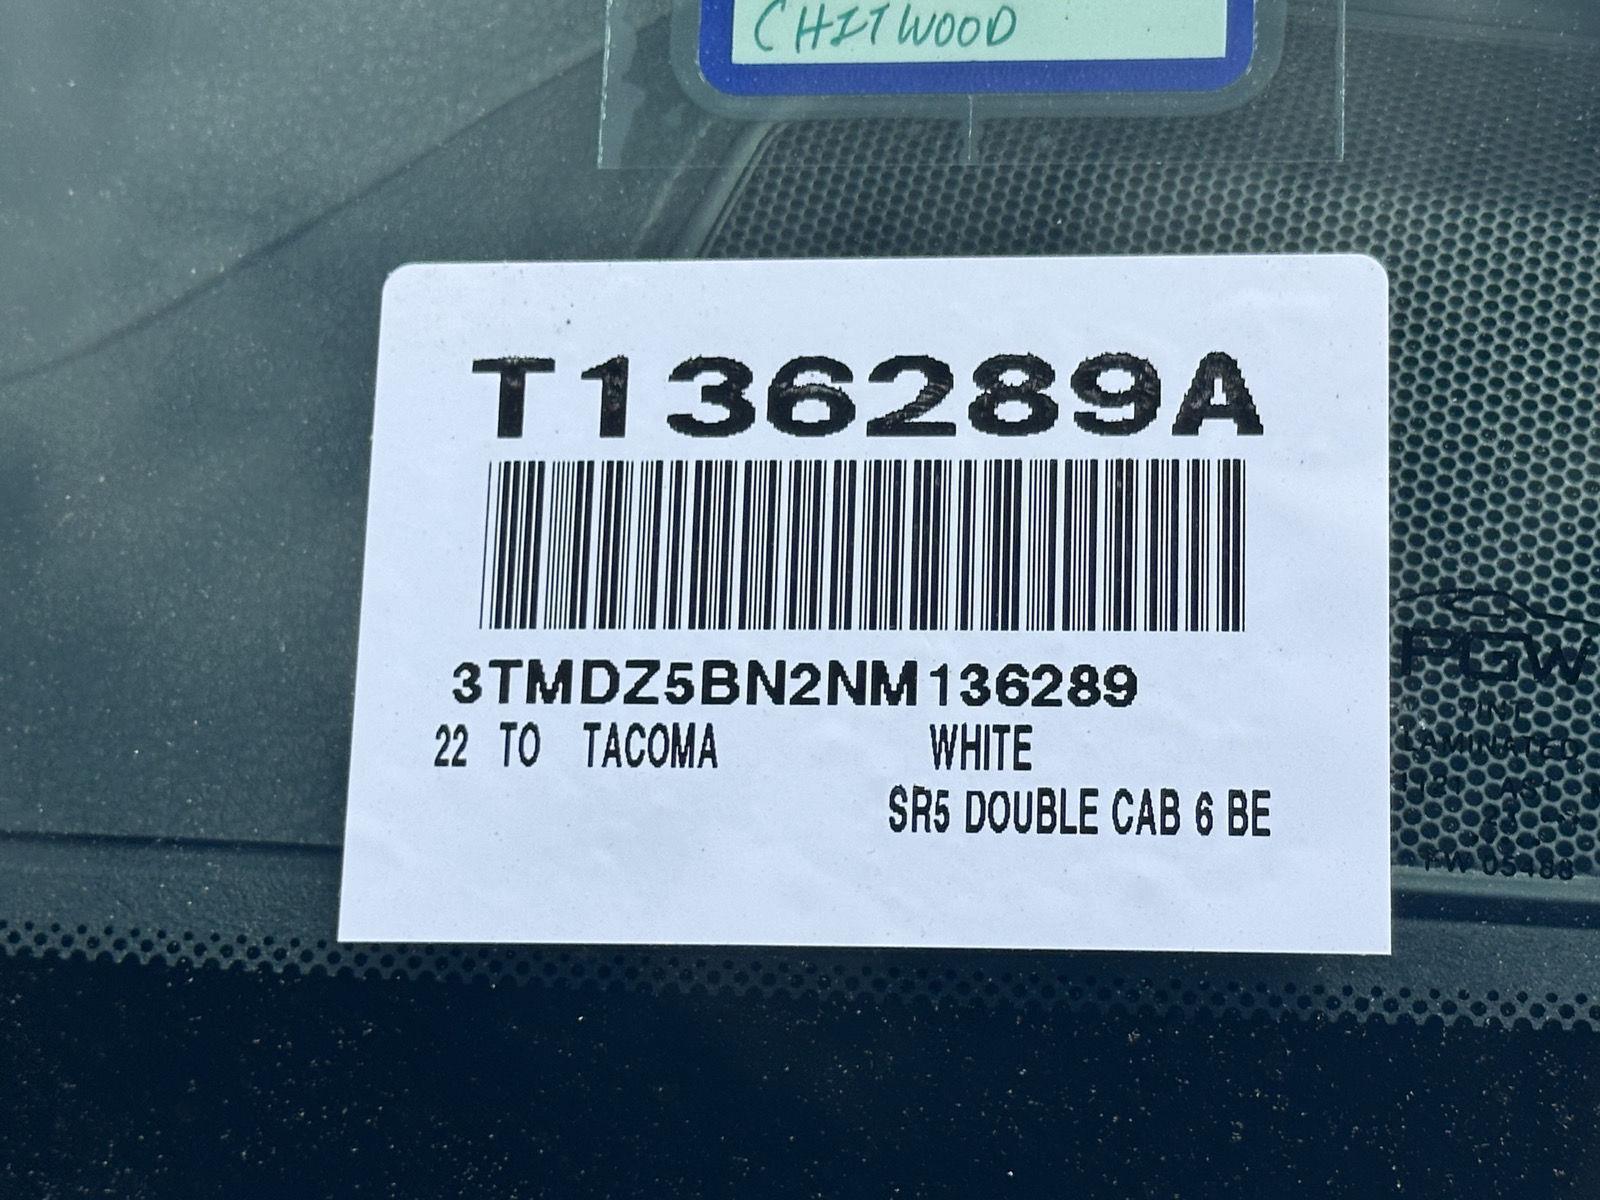 CHITWOOD
T136289A
3TMDZ5BN2NM136289
22 TO TACOMA WHITE
SR5 DOUBLE CAB 6 BE
PGW
LAMINATED